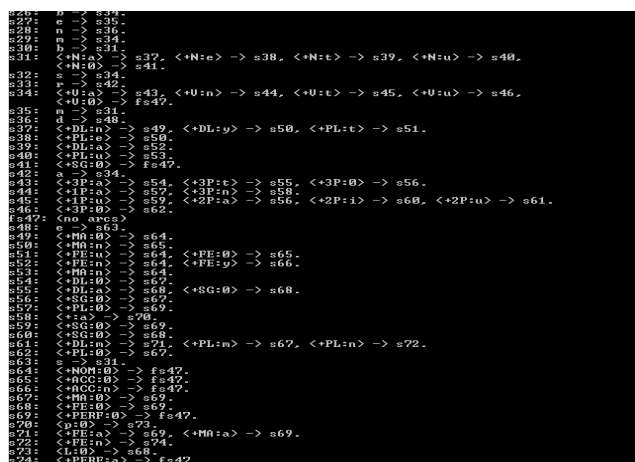 s26: b -> s34.
s27: e -> s35.
s28: n -> s36.
s29: m -> s34.
s30: b -> s31.
s31: <+N:a> -> s37, <+N:e> -> s38, <+N:t> -> s39, <+N:u> -> s40,
<+N:0> -> s41.
s32: s -> s34.
s33: r -> s42.
s34: <+V:a> -> s43, <+V:n> -> s44, <+V:t> -> s45, <+V:u> -> s46,
<+V:0> -> fs47.
s35: m -> s31.
s36: d -> s48.
s37: <+DL:n> -> s49, <+DL:y> -> s50, <+PL:t> -> s51.
s38: <+PL:e> -> s50.
s39: <+DL:a> -> s52.
s40: <+PL:u> -> s53.
s41: <+SG:0> -> fs47.
s42: a -> s34.
s43: <+3P:a> -> s54, <+3P:t> -> s55, <+3P:0> -> s56.
s44: <+1P:a> -> s57, <+3P:n> -> s58.
s45: <+1P:u> -> s59, <+2P:a> -> s56, <+2P:i> -> s60, <+2P:u> -> s61.
s46: <+3P:0> -> s62.
fs47: (no arcs)
s48: e -> s63.
s49: <+MA:0> -> s64.
s50: <+MA:n> -> s65.
s51: <+FE:u> -> s64, <+FE:0> -> s65.
s52: <+FE:n> -> s64, <+FE:y> -> s66.
s53: <+MA:n> -> s64.
s54: <+DL:0> -> s67.
s55: <+DL:a> -> s68, <+SG:0> -> s68.
s56: <+SG:0> -> s67.
s57: <+PL:0> -> s69.
s58: <+:a> -> s70.
s59: <+SG:0> -> s69.
s60: <+SG:0> -> s68.
s61: <+DL:m> -> s71, <+PL:m> -> s67, <+PL:n> -> s72.
s62: <+PL:0> -> s67.
s63: s -> s31.
s64: <+NOM:0> -> fs47.
s65: <+ACC:0> -> fs47.
s66: <+ACC:n> -> fs47.
s67: <+MA:0> -> s69.
s68: <+FE:0> -> s69.
s69: <+PERF:0> -> fs47.
s70: <p:0> -> s73.
s71: <+FE:a> -> s69, <+MA:a> -> s69.
s72: <+FE:n> -> s74.
s73: <L:0> -> s68.
s74: <+PERF:a> -> fs47.